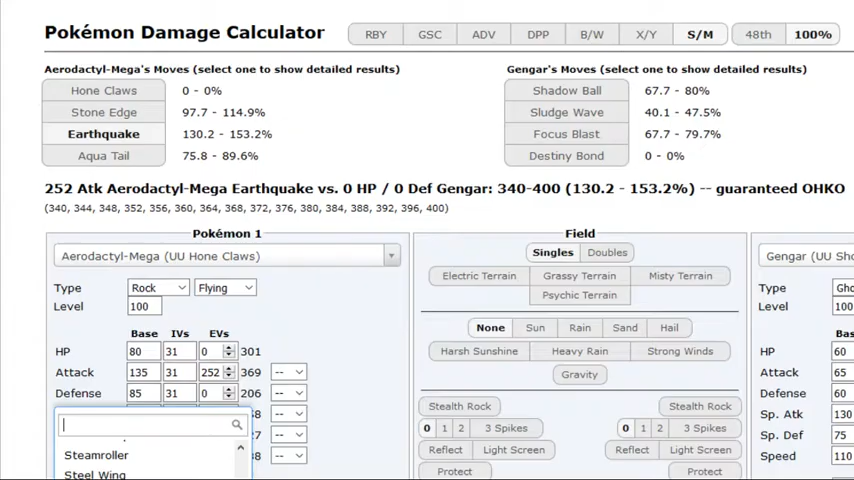 Pokémon Damage Calculator RBY GSC ADV DPP B/W X/Y S/M 48th 100%
Aerodactyl-Mega's Moves (select one to show detailed results) Gengar's Moves (select one to show detailed results)
Hone Claws 0 - 0% Shadow Ball 67.7 - 80%
Stone Edge 97.7 - 114.9% Sludge Wave 40.1 - 47.5%
Earthquake 130.2 - 153.2% Focus Blast 67.7 - 79.7%
Aqua Tail 75.8 - 89.6% Destiny Bond 0 - 0%
252 Atk Aerodactyl-Mega Earthquake vs. 0 HP / 0 Def Gengar: 340-400 (130.2 - 153.2%) -- guaranteed OHKO
(340, 344, 348, 352, 356, 360, 364, 368, 372, 376, 380, 384, 388, 392, 396, 400)
Pokémon 1
Aerodactyl-Mega (UU Hone Claws)
Type Rock Flying
Level 100
Base IVs EVs
HP 80 31 0 301
Attack 135 31 252 369 --
Defense 85 31 0 206 --
--
--
--
Steamroller
Steel Wing
Field
Singles Doubles
Electric Terrain Grassy Terrain Misty Terrain
Psychic Terrain
None Sun Rain Sand Hail
Harsh Sunshine Heavy Rain Strong Winds
Gravity
Stealth Rock Stealth Rock
0 1 2 3 Spikes 0 1 2 3 Spikes
Reflect Light Screen Reflect Light Screen
Protect Protect
Gengar (UU Sho
Type Gho
Level 100
Base
HP 60
Attack 65
Defense 60
Sp. Atk 130
Sp. Def 75
Speed 110